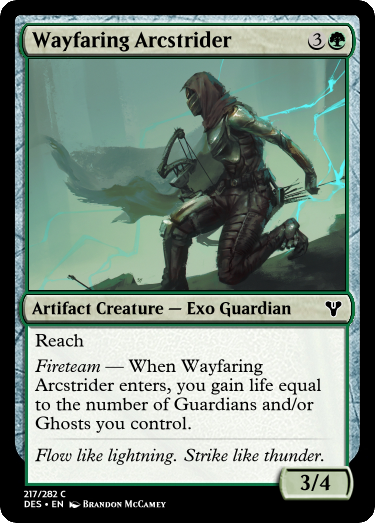 Wayfaring Arcstrider 3
Artifact Creature — Exo Guardian
Reach
Fireteam — When Wayfaring
Arcstrider enters, you gain life equal
to the number of Guardians and/or
Ghosts you control.
Flow like lightning. Strike like thunder.
3/4
217/282 C
DES • EN Brandon McCamey